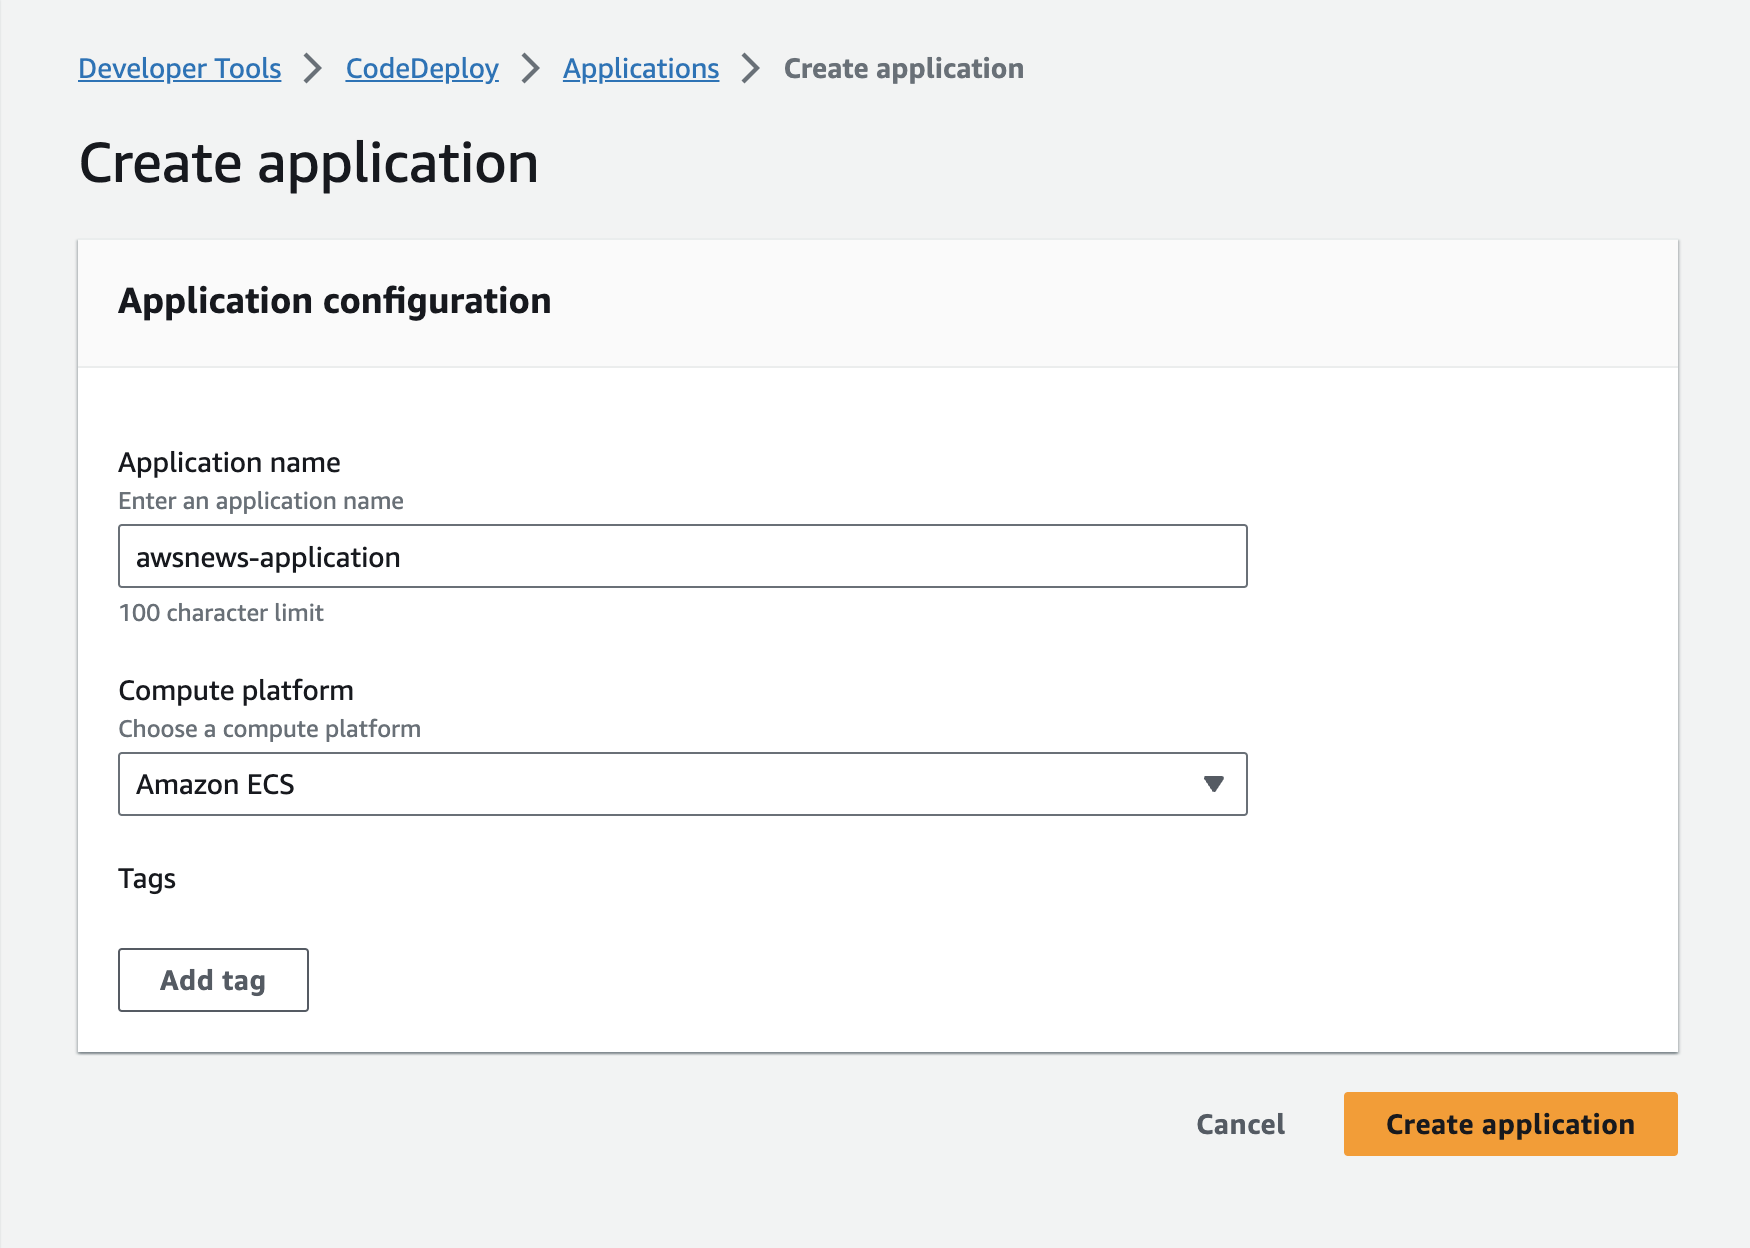 Developer Tools > CodeDeploy > Applications > Create application
Create application
Application configuration
Application name
Enter an application name
awsnews-application
100 character limit
Compute platform
Choose a compute platform
Amazon ECS
Tags
Add tag
Cancel Create application